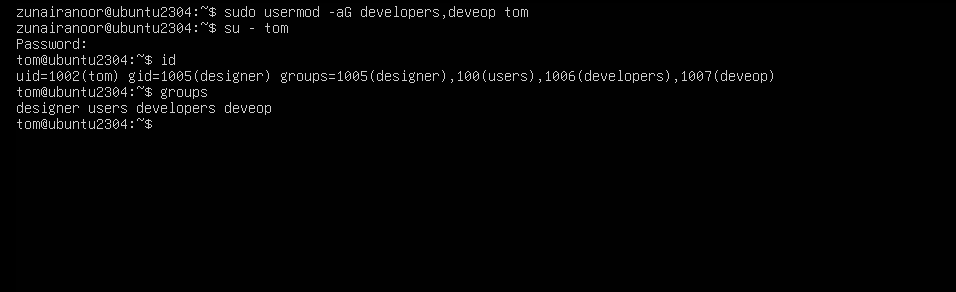 zunairanoor@ubuntu2304:~$ sudo usermod -aG developers,deveop tom
zunairanoor@ubuntu2304:~$ su - tom
Password:
tom@ubuntu2304:~$ id
uid=1002(tom) gid=1005(designer) groups=1005(designer),100(users),1006(developers),1007(deveop)
tom@ubuntu2304:~$ groups
designer users developers deveop
tom@ubuntu2304:~$